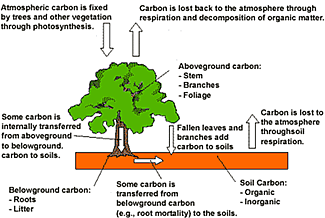 Atmospheric carbon is fixed
by trees and other vegetation
through photosynthesis.
Carbon is lost back to the atmosphere through
respiration and decomposition of organic matter.
Aboveground carbon:
- Stem
- Branches
- Foliage
Some carbon is
internally transferred
from aboveground
to belowground
carbon to soils.
Fallen leaves and
branches add
carbon to soils
Carbon is lost
to the
atmosphere
throughsoil
respiration.
Belowground carbon:
- Roots
- Litter
Some carbon is
transferred from
belowground carbon
(e.g., root mortality) to the soils.
Soil Carbon:
- Organic
- Inorganic